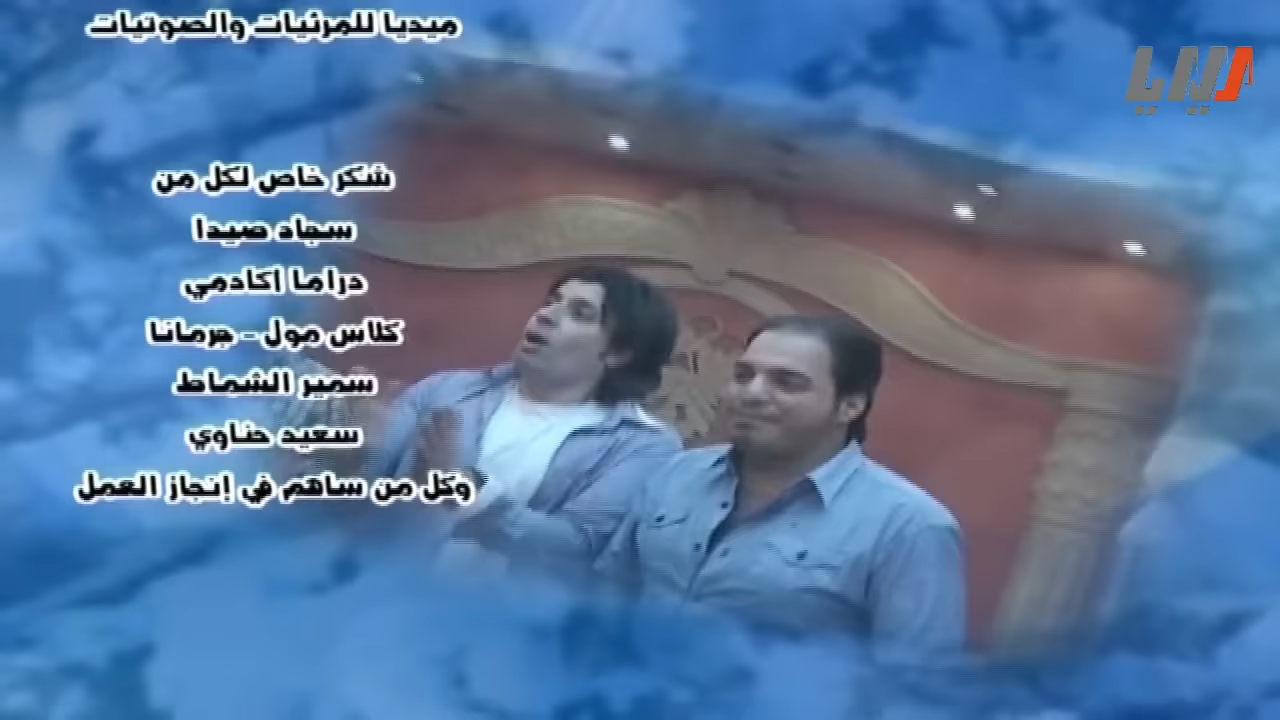 ميديا للمرئيات والصوتيات
شكر خاص لكل من
سجاد صيدا
دراما اكادمي
كلاس مول - جرمانا
سمير الشماط
سعيد حناوي
وكل من ساهم في إنجاز العمل